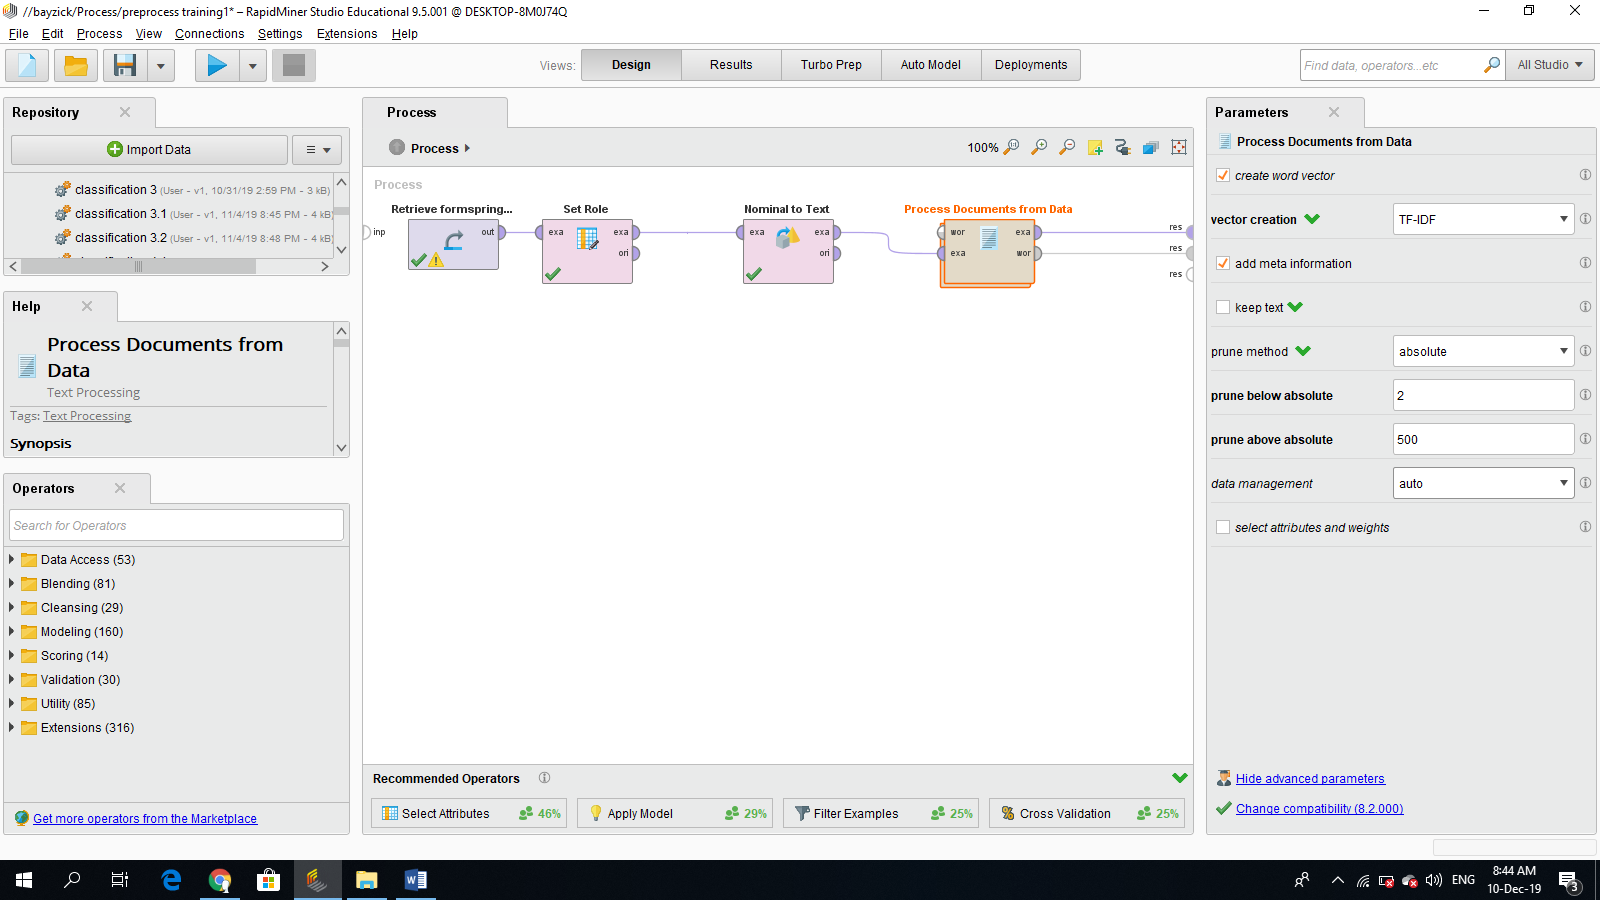 //bayzick/Process/preprocess training1* – RapidMiner Studio Educational 9.5.001 @ DESKTOP-8M0J74Q
File Edit Process View Connections Settings Extensions Help
Views: Design Results Turbo Prep Auto Model Deployments
Find data, operators...etc
All Studio
Repository
Import Data
classification 3 (User - v1, 10/31/19 2:59 PM - 3 kB)
classification 3.1 (User - v1, 11/4/19 8:45 PM - 4 kB)
classification 3.2 (User - v1, 11/4/19 8:48 PM - 4 kB)
Help
Process Documents from
Data
Text Processing
Tags: Text Processing
Synopsis
Operators
Search for Operators
Data Access (53)
Blending (81)
Cleansing (29)
Modeling (160)
Scoring (14)
Validation (30)
Utility (85)
Extensions (316)
Get more operators from the Marketplace
Process
Process
100%
Process
Retrieve formspring... Set Role Nominal to Text Process Documents from Data
inp out exa exa exa exa wor exa res
ori ori exa wor res
res
Recommended Operators
Select Attributes 46% Apply Model 29% Filter Examples 25% Cross Validation 25%
Parameters
Process Documents from Data
create word vector
vector creation TF-IDF
add meta information
keep text
prune method absolute
prune below absolute 2
prune above absolute 500
data management auto
select attributes and weights
Hide advanced parameters
Change compatibility (8.2.000)
ENG
8:44 AM
10-Dec-19
3